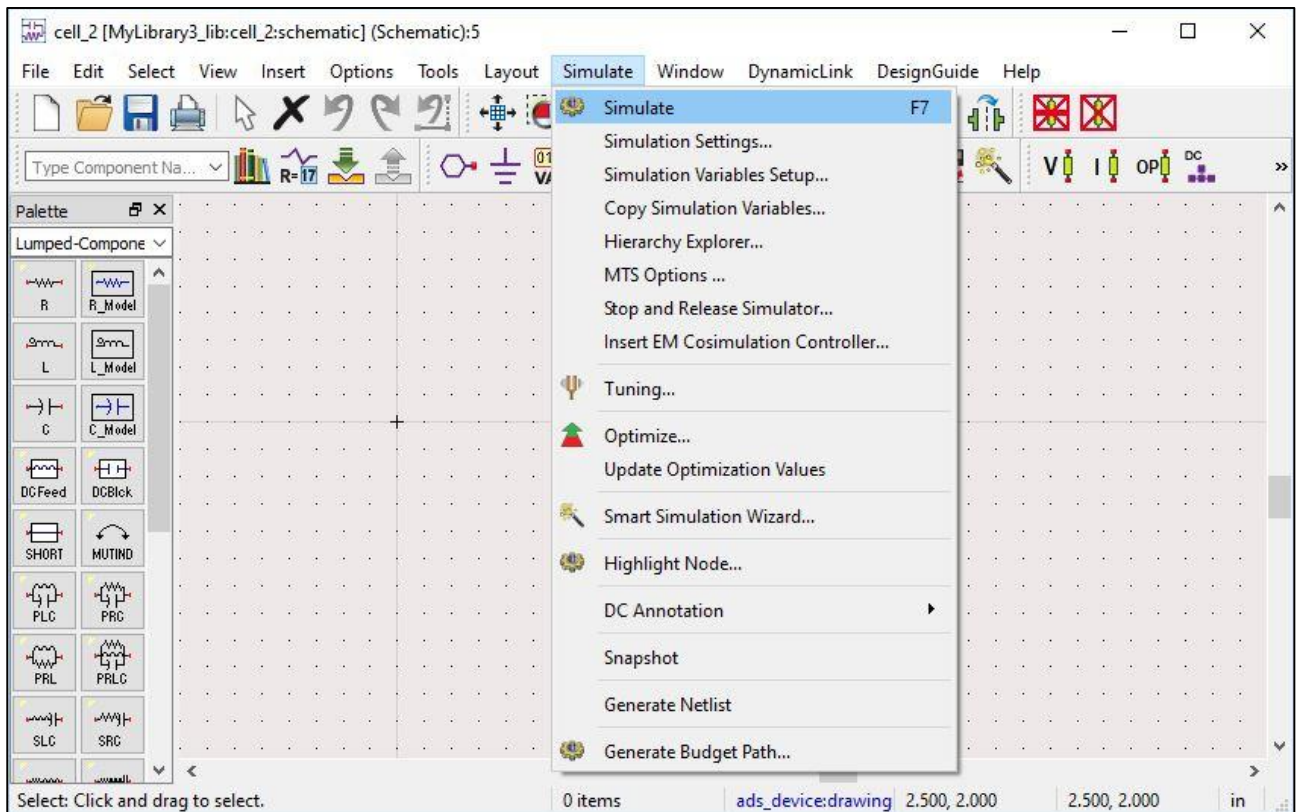 cell_2 [MyLibrary3_lib:cell_2:schematic] (Schematic):5
File Edit Select View Insert Options Tools Layout Simulate Window DynamicLink DesignGuide Help
Type Component Na...
R=17
01
VA
V I OP DC
»
Palette
Lumped-Compone
R R_Model
L L_Model
C C_Model
DCFeed DCBlck
SHORT MUTIND
PLC PRC
PRL PRLC
SLC SRC
Simulate F7
Simulation Settings...
Simulation Variables Setup...
Copy Simulation Variables...
Hierarchy Explorer...
MTS Options ...
Stop and Release Simulator...
Insert EM Cosimulation Controller...
Tuning...
Optimize...
Update Optimization Values
Smart Simulation Wizard...
Highlight Node...
DC Annotation
Snapshot
Generate Netlist
Generate Budget Path...
Select: Click and drag to select. 0 items ads_device:drawing 2.500, 2.000 2.500, 2.000 in